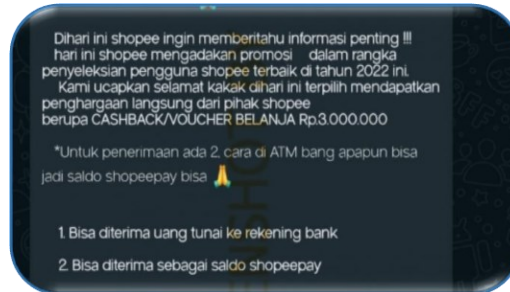 Dihari ini shopee ingin memberitahu informasi penting !!!
hari ini shopee mengadakan promosi dalam rangka
penyeleksian pengguna shopee terbaik di tahun 2022 ini.
Kami ucapkan selamat kakak dihari ini terpilih mendapatkan
penghargaan langsung dari pihak shopee
berupa CASHBACK/VOUCHER BELANJA Rp.3.000.000
*Untuk penerimaan ada 2 cara di ATM bang apapun bisa
jadi saldo shopeepay bisa 🙏
1. Bisa diterima uang tunai ke rekening bank
2. Bisa diterima sebagai saldo shopeepay